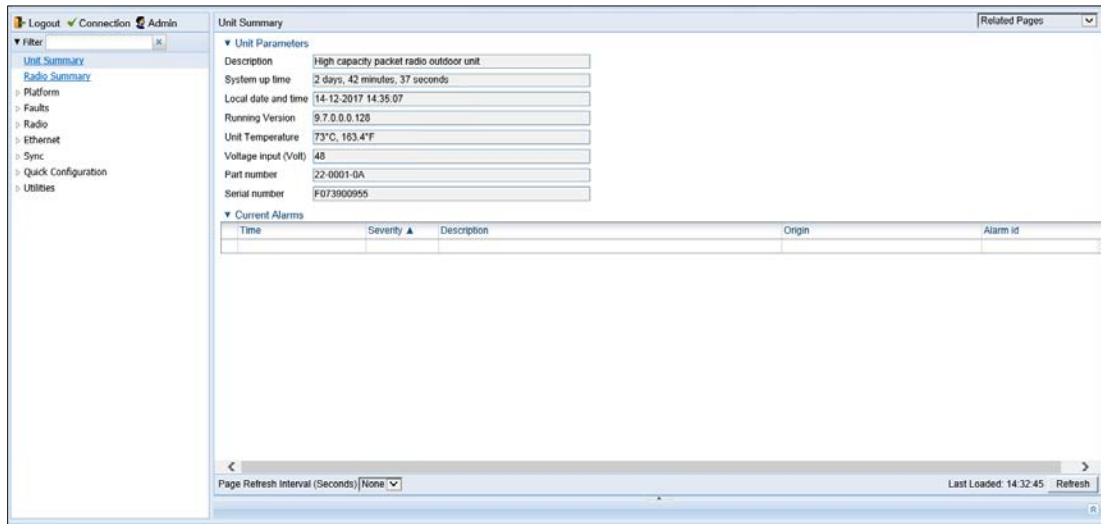 Logout Connection Admin
Filter
Unit Summary
Radio Summary
Platform
Faults
Radio
Ethernet
Sync
Quick Configuration
Utilities
Unit Summary
Related Pages
Unit Parameters
Description High capacity packet radio outdoor unit
System up time 2 days, 42 minutes, 37 seconds
Local date and time 14-12-2017 14:35:07
Running Version 9.7.0.0.0.128
Unit Temperature 73°C, 163.4°F
Voltage input (Volt) 48
Part number 22-0001-0A
Serial number F073900955
Current Alarms
Time Severity ▲ Description Origin Alarm id
Page Refresh Interval (Seconds) None
Last Loaded: 14:32:45 Refresh